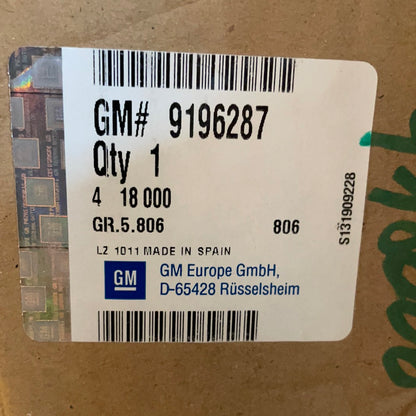 GM# 9196287
Qty 1
4 18 000
GR.5.806 806
LZ 1011 MADE IN SPAIN
GM
GM Europe GmbH,
D-65428 Rüsselsheim
S131909228